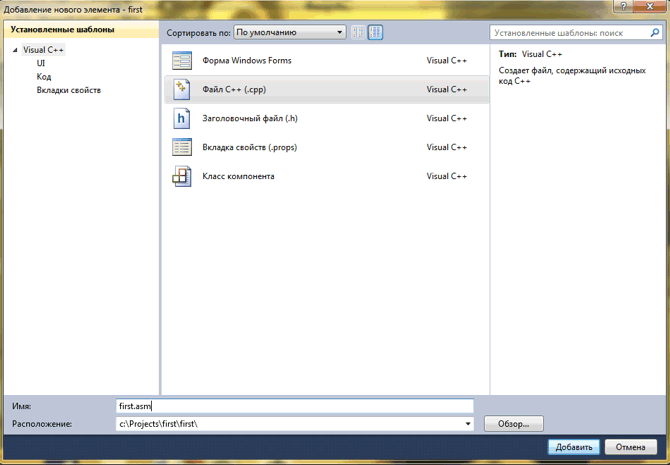 Добавление нового элемента - first
Установленные шаблоны
Visual C++
UI
Код
Вкладки свойств
Сортировать по: По умолчанию
Форма Windows Forms Visual C++
Файл C++ (.cpp) Visual C++
Заголовочный файл (.h) Visual C++
Вкладка свойств (.props) Visual C++
Класс компонента Visual C++
Установленные шаблоны: поиск
Тип: Visual C++
Создает файл, содержащий исходных
код C++
Имя: first.asm
Расположение: c:\Projects\first\first\
Обзор...
Добавить Отмена